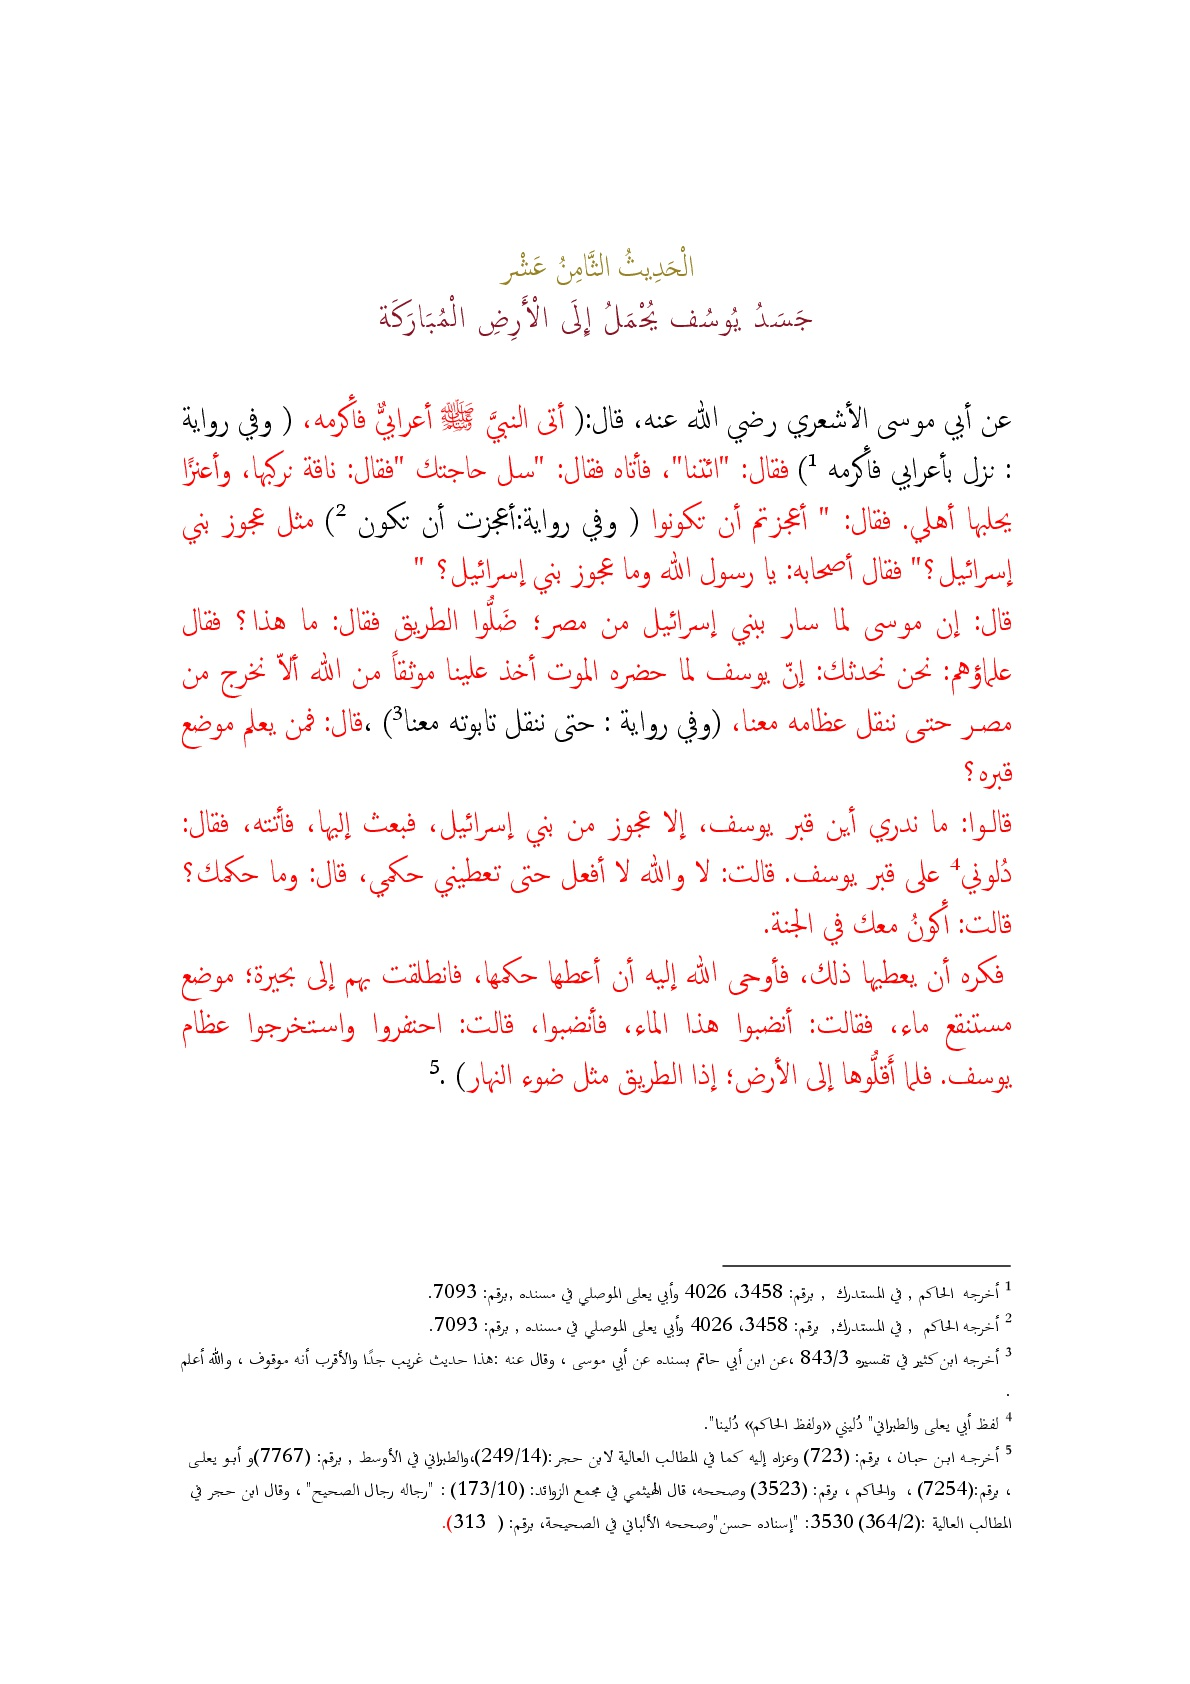 الْحَدِيثُ الثَّامِنُ عَشْر
جَسَدُ يُوسُف يُحْمَلُ إِلَى الْأَرِضِ الْمُبَارَكَة
عن أبي موسى الأشعري رضي الله عنه، قال:( أتى النبيَّ ﷺ أعرابيٌّ فأكرمه، ( وفي رواية
: نزل بأعرابي فأكرمه 1) فقال: "ائتنا"، فأتاه فقال: "سل حاجتك "فقال: ناقة نركبها، وأعنزًا
يحلبها أهلي. فقال: " أعجزتم أن تكونوا ( وفي رواية:أعجزت أن تكون 2) مثل عجوز بني
إسرائيل؟" فقال أصحابه: يا رسول الله وما عجوز بني إسرائيل؟ "
قال: إن موسى لما سار ببني إسرائيل من مصر؛ ضَلُّوا الطريق فقال: ما هذا؟ فقال
علماؤهم: نحن نحدثك: إنّ يوسف لما حضره الموت أخذ علينا موثقاً من الله ألاّ نخرج من
مصر حتى ننقل عظامه معنا، (وفي رواية : حتى ننقل تابوته معنا3) ،قال: فمن يعلم موضع
قبره؟
قالوا: ما ندري أين قبر يوسف، إلا عجوز من بني إسرائيل، فبعث إليها، فأتته، فقال:
دُلوني4 على قبر يوسف. قالت: لا والله لا أفعل حتى تعطيني حكمي، قال: وما حكمك؟
قالت: أكونُ معك في الجنة.
فكره أن يعطيها ذلك، فأوحى الله إليه أن أعطها حكمها، فانطلقت بهم إلى بحيرة؛ موضع
مستنقع ماء، فقالت: أنضبوا هذا الماء، فأنضبوا، قالت: احتفروا واستخرجوا عظام
يوسف. فلما أَقلُّوها إلى الأرض؛ إذا الطريق مثل ضوء النهار) .5
1 أخرجه الحاكم , في المستدرك , برقم: 3458، 4026 وأبي يعلى الموصلي في مسنده ,برقم: 7093.
2 أخرجه الحاكم , في المستدرك, برقم: 3458، 4026 وأبي يعلى الموصلي في مسنده , برقم: 7093.
3 أخرجه ابن كثير في تفسيره 843/3 ،عن ابن أبي حاتم بسنده عن أبي موسى ، وقال عنه :هذا حديث غريب جدًا والأقرب أنه موقوف ، والله أعلم
.
4 لفظ أبي يعلى والطبراني" دُليني «ولفظ الحاكم» دُلينا".
5 أخرجه ابن حبان ، برقم: (723) وعزاه إليه كما في المطالب العالية لابن حجر :(249/14)،والطبراني في الأوسط , برقم: (7767)و أبو يعلى
، برقم:(7254) ، والحاكم ، برقم: (3523) وصححه، قال الهيثمي في مجمع الزوائد: (173/10) : "رجاله رجال الصحيح" ، وقال ابن حجر في
المطالب العالية :(364/2) 3530: "إسناده حسن"وصححه الألباني في الصحيحة، برقم: ( 313).